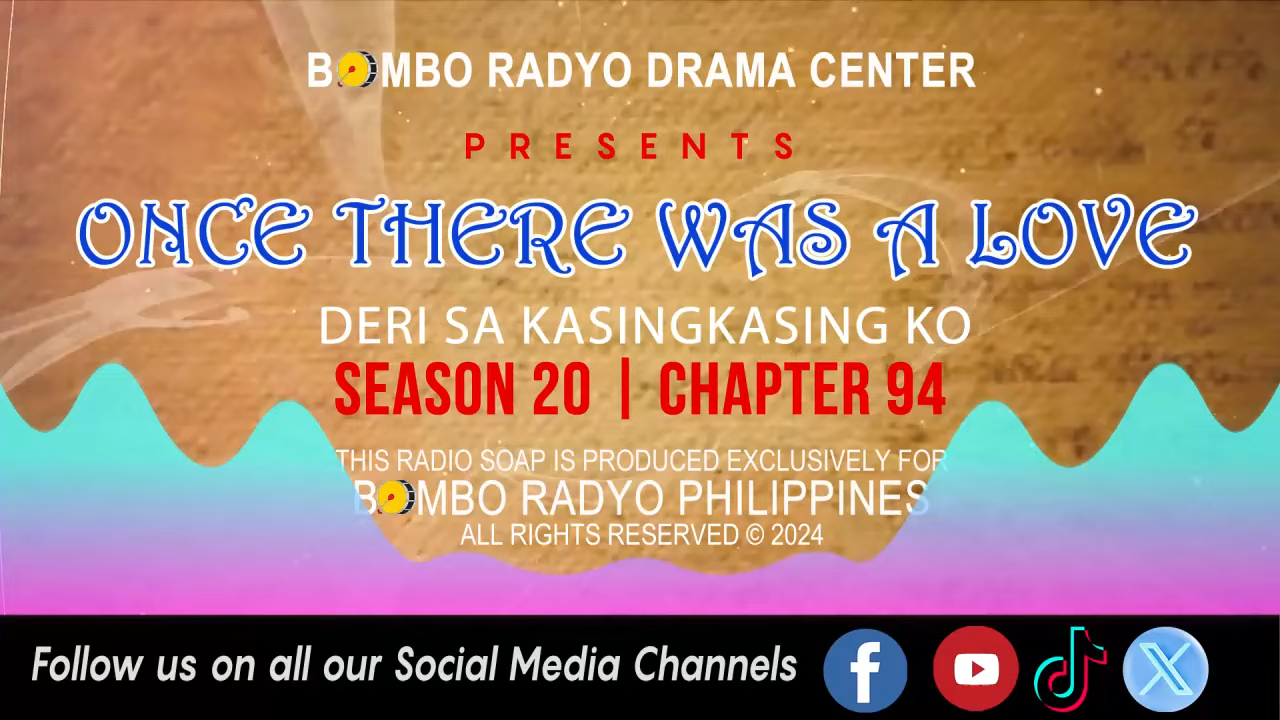 BOMBO RADYO DRAMA CENTER
PRESENTS
ONCE THERE WAS A LOVE
DERI SA KASINGKASING KO
SEASON 20 | CHAPTER 94
THIS RADIO SOAP IS PRODUCED EXCLUSIVELY FOR
BOMBO RADYO PHILIPPINES
ALL RIGHTS RESERVED © 2024
Follow us on all our Social Media Channels